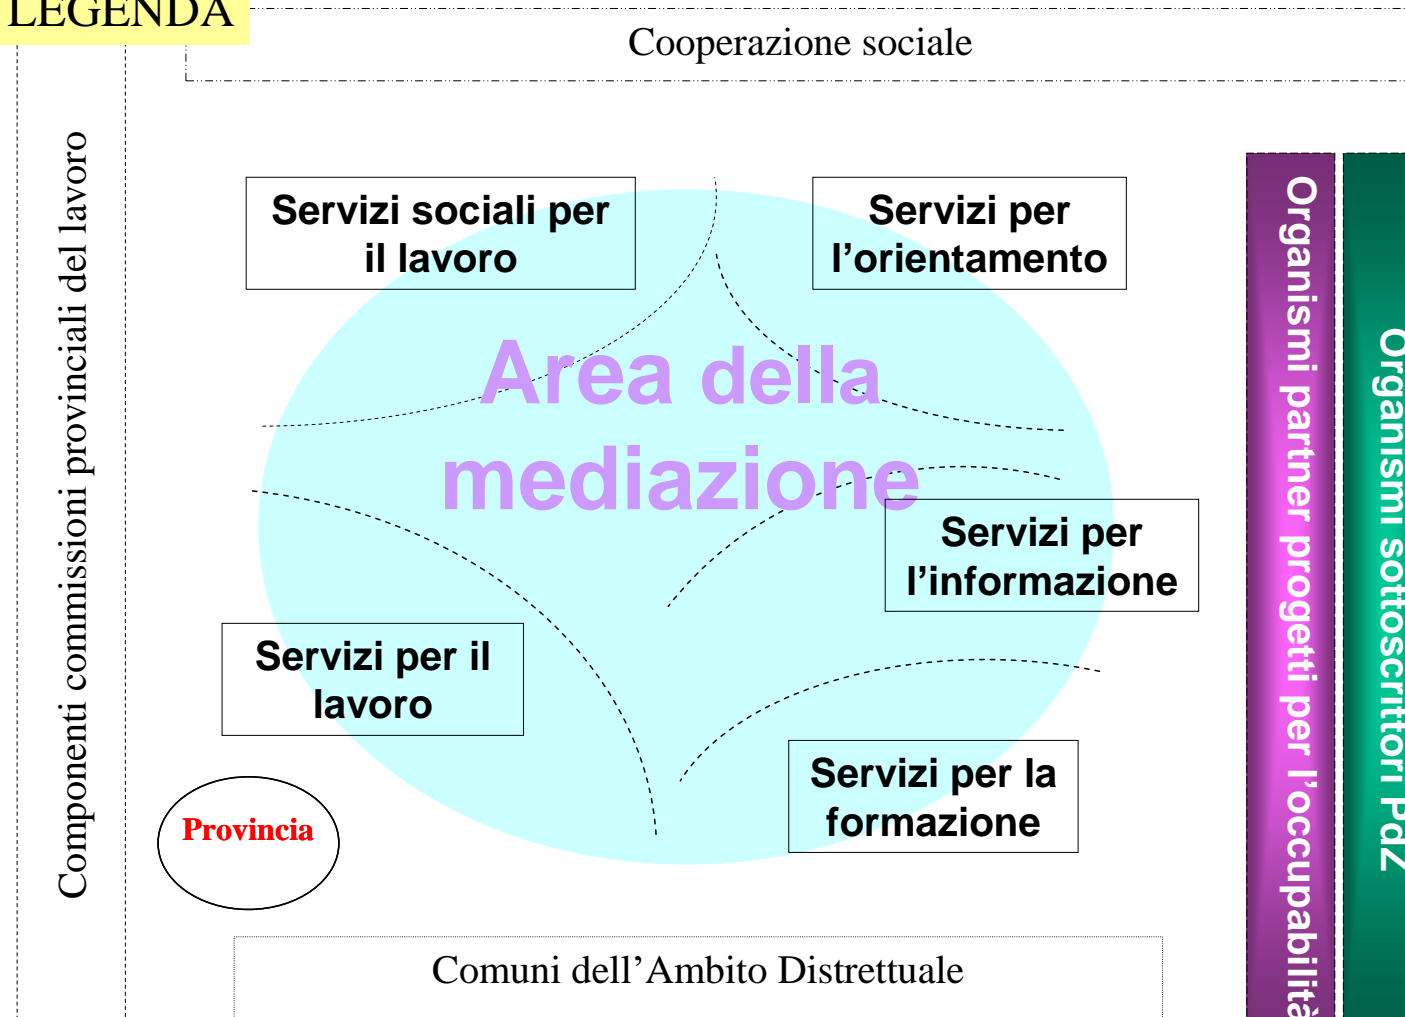 LEGENDA
Cooperazione sociale
Componenti commissioni provinciali del lavoro
Servizi sociali per
il lavoro
Servizi per
l’orientamento
Area della
mediazione
Servizi per
l’informazione
Servizi per il
lavoro
Servizi per la
formazione
Provincia
Comuni dell’Ambito Distrettuale
Organismi partner progetti per l’occupabilità
Organismi sottoscrittori PdZ